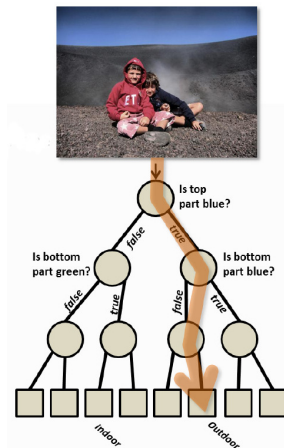 ET
Is top
part blue?
false
true
Is bottom
part green?
Is bottom
part blue?
false
true
false
true
Indoor
Outdoor